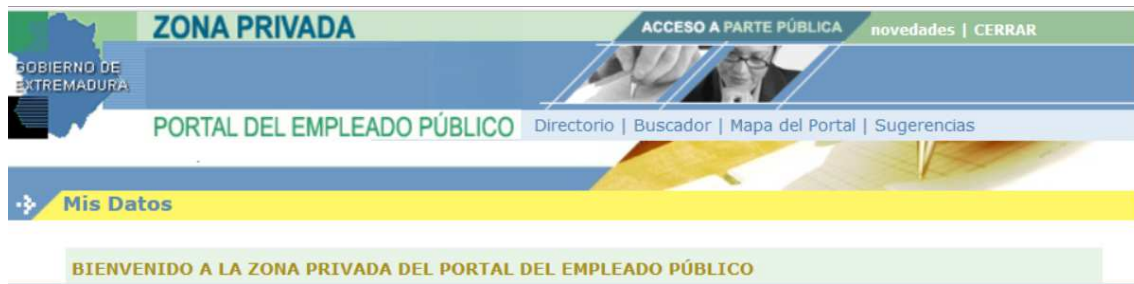 ZONA PRIVADA
ACCESO A PARTE PÚBLICA
novedades | CERRAR
GOBIERNO DE
EXTREMADURA
PORTAL DEL EMPLEADO PÚBLICO
Directorio | Buscador | Mapa del Portal | Sugerencias
Mis Datos
BIENVENIDO A LA ZONA PRIVADA DEL PORTAL DEL EMPLEADO PÚBLICO